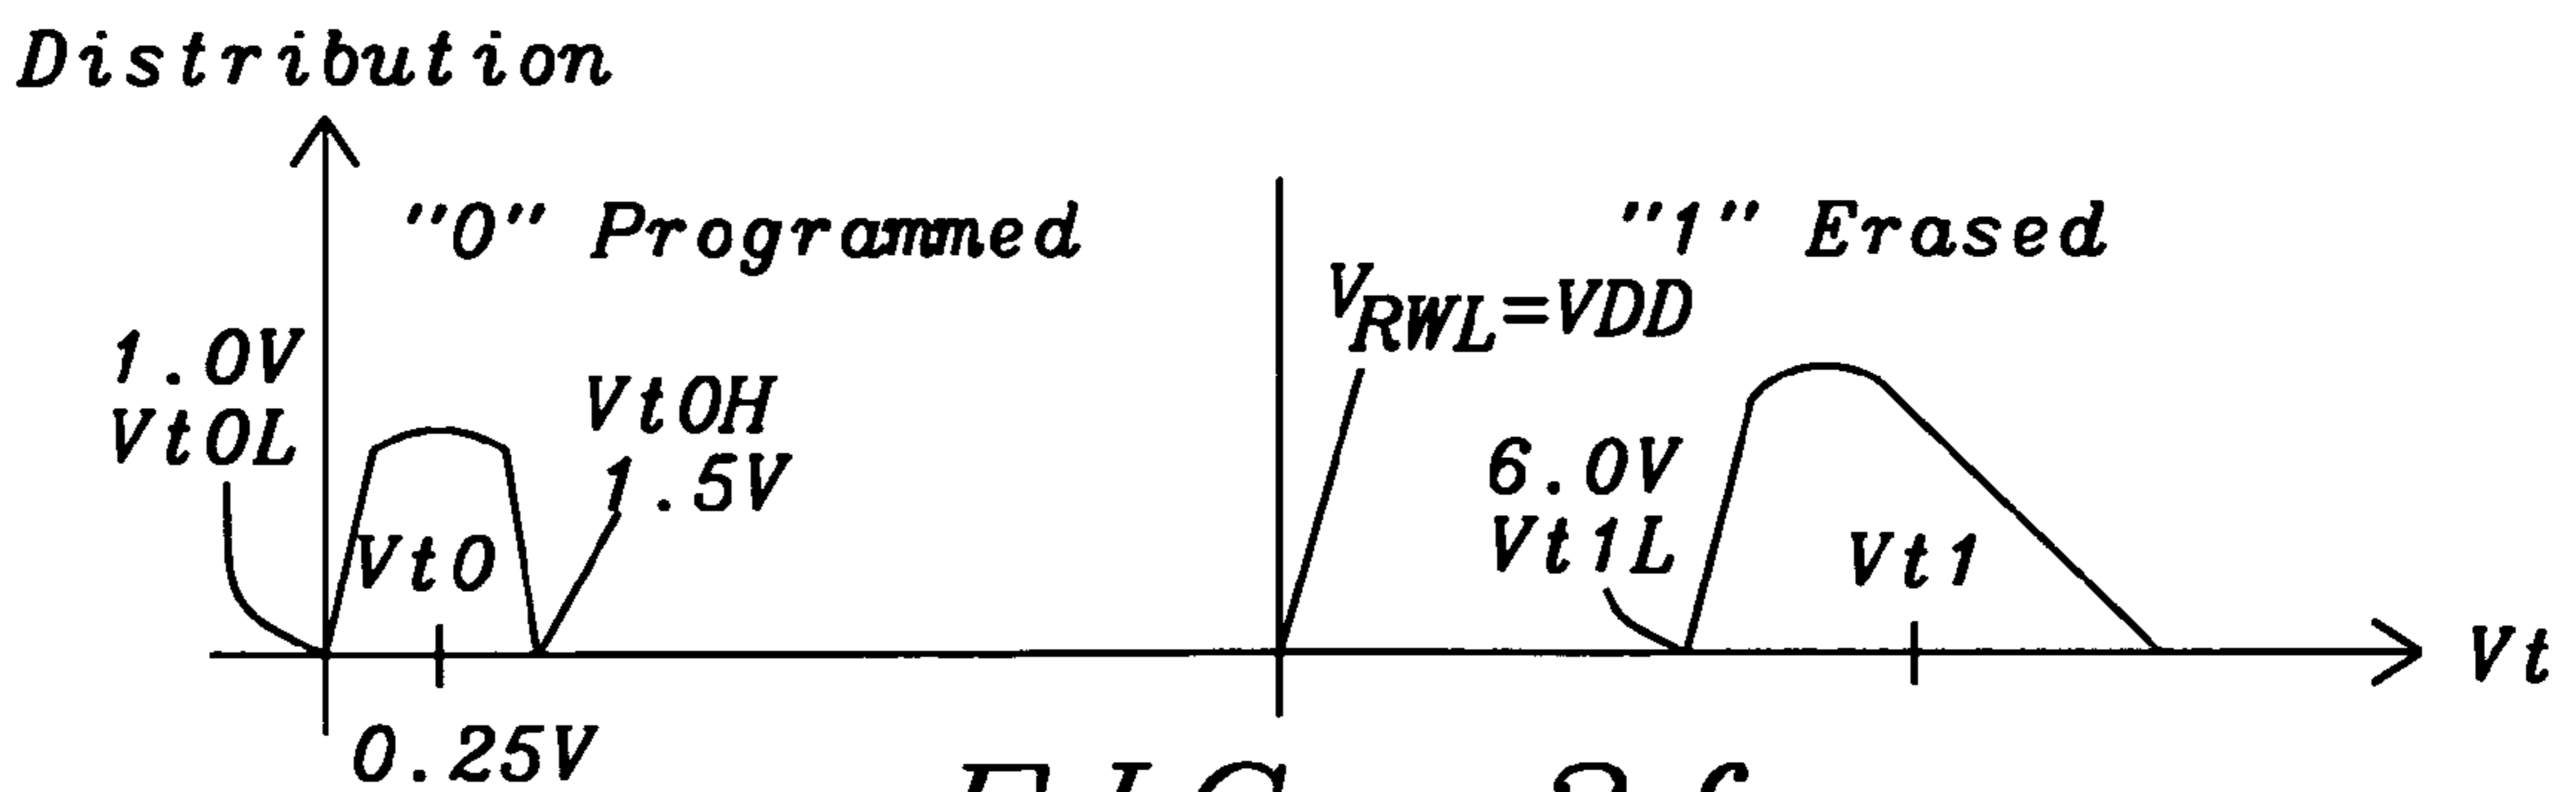 Distribution
"0" Programmed
"1" Erased
V_RWL=VDD
1.0V
Vt0L
Vt0H
1.5V
6.0V
Vt1L
Vt0
Vt1
Vt
0.25V